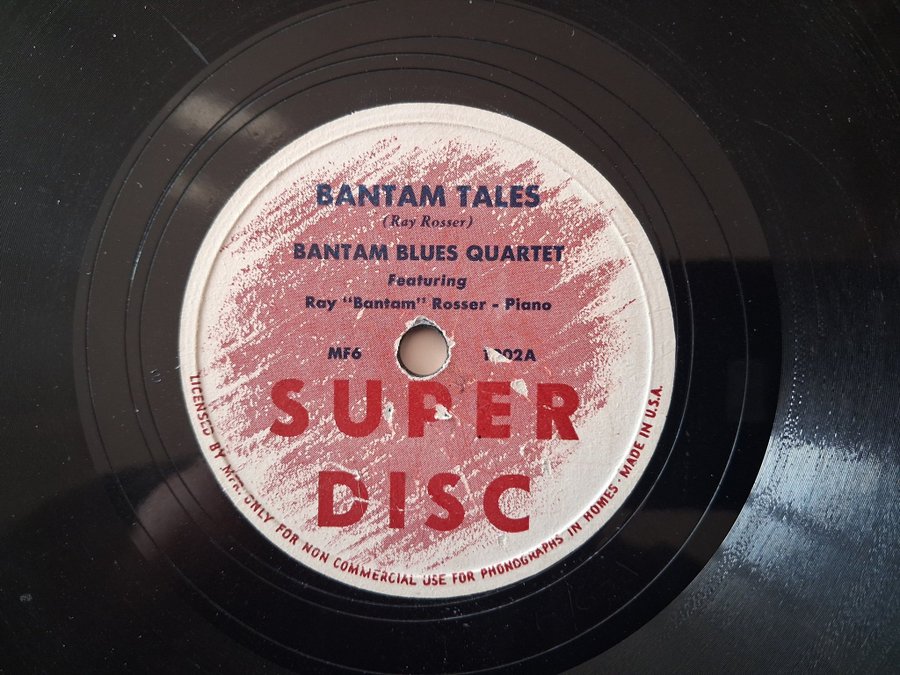 BANTAM TALES
(Ray Rosser)
BANTAM BLUES QUARTET
Featuring
Ray "Bantam" Rosser - Piano
MF6
SUPER
DISC
LICENSED BY MFR. ONLY FOR NON COMMERCIAL USE FOR PHONOGRAPHS IN HOMES · MADE IN U.S.A.